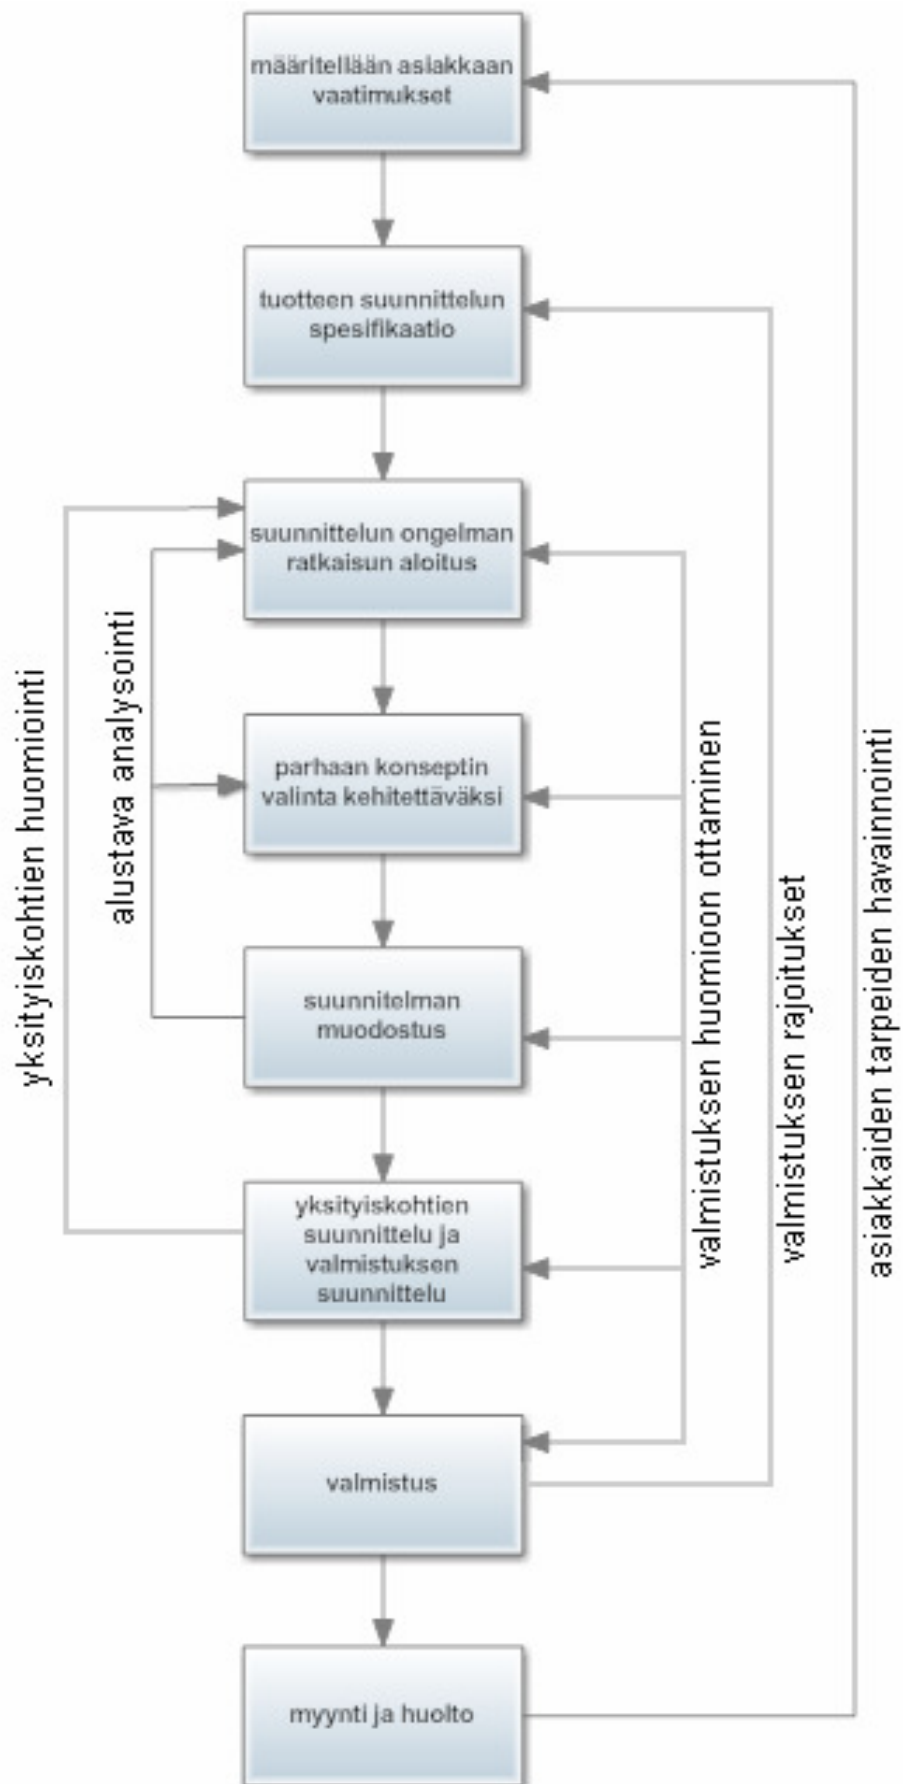 määritellään asiakkaan
vaatimukset
tuotteen suunnittelun
spesifikaatio
suunnittelun ongelman
ratkaisun aloitus
parhaan konseptin
valinta kehitettäväksi
suunnitelman
muodostus
yksityiskohtien
suunnittelu ja
valmistuksen
suunnittelu
valmistus
myynti ja huolto
yksityiskohtien huomiointi
alustava analysointi
valmistuksen huomioon ottaminen
valmistuksen rajoitukset
asiakkaiden tarpeiden havainnointi